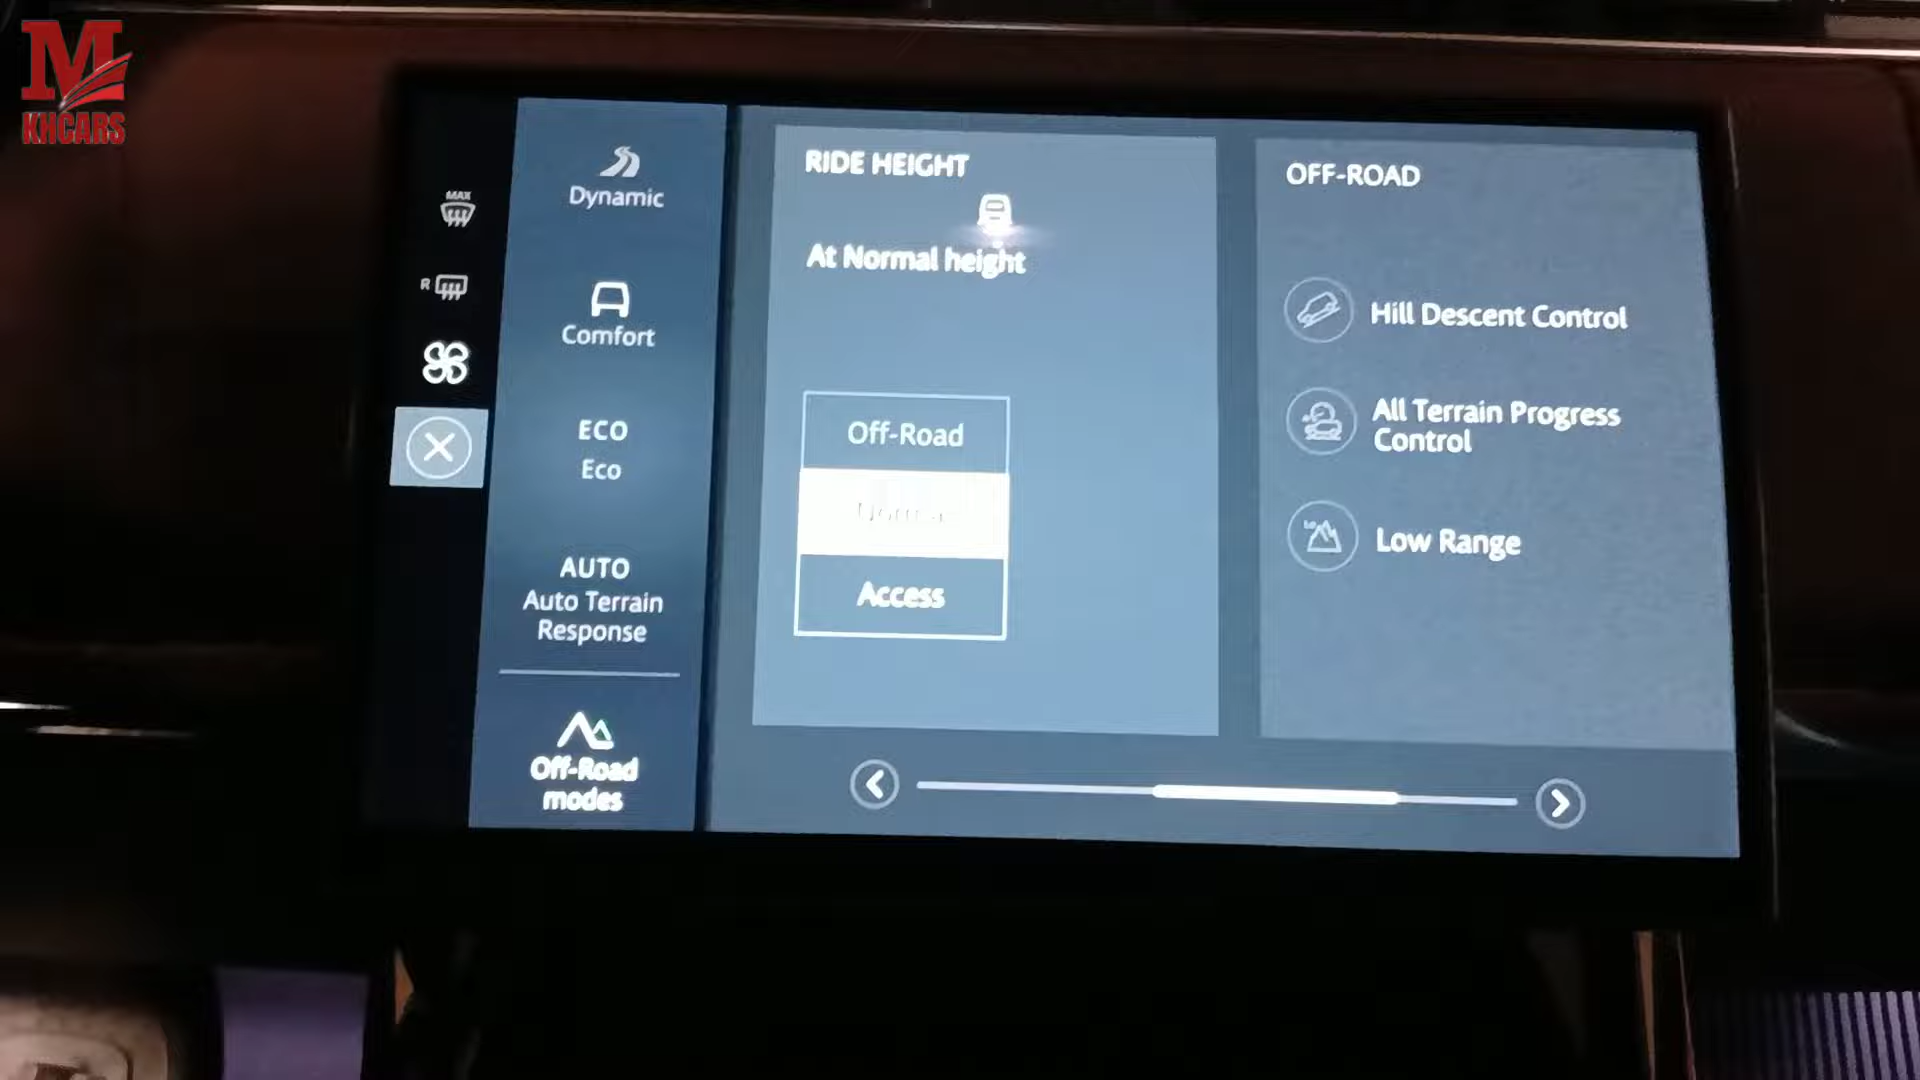 M
KHCARS
MAX
R
Dynamic
Comfort
ECO
Eco
AUTO
Auto Terrain
Response
Off-Road
modes
RIDE HEIGHT
At Normal height
Off-Road
Access
OFF-ROAD
Hill Descent Control
All Terrain Progress
Control
Low Range